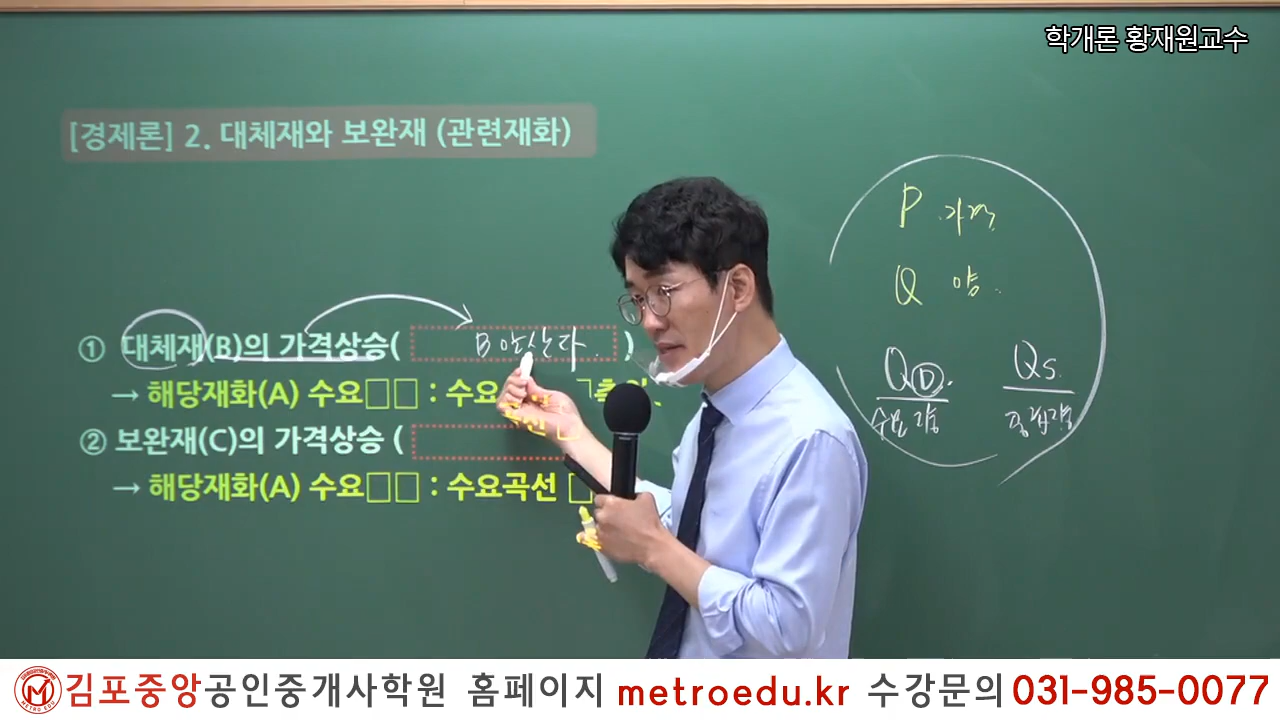 학개론 황재원교수
[경제론] 2. 대체재와 보완재 (관련재화)
P 가격
Q 양
① 대체재(B)의 가격상승( B 안산다. )
→ 해당재화(A) 수요□□ : 수요
QD. Qs
수요량 공급량
② 보완재(C)의 가격상승 (
→ 해당재화(A) 수요□□ : 수요곡선 □
METRO EDU
김포중앙공인중개사학원 홈페이지 metroedu.kr 수강문의 031-985-0077